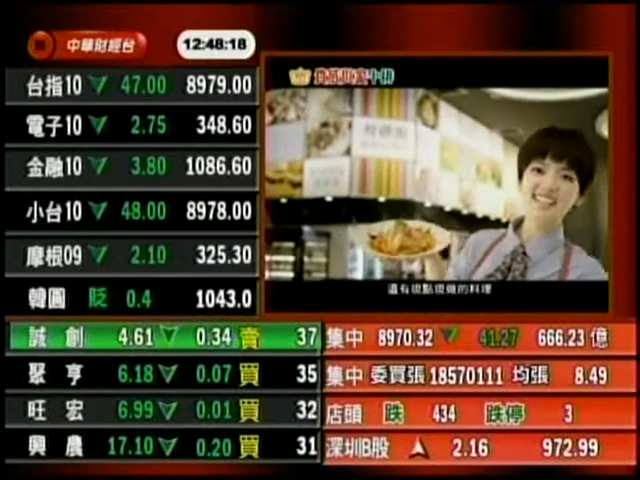 中華財經台 12:48:18
台指10 47.00 8979.00
電子10 2.75 348.60
金融10 3.80 1086.60
小台10 48.00 8978.00
摩根09 2.10 325.30
韓圓 貶 0.4 1043.0
還有現點現做的料理
誠創 4.61 0.34 賣 37
聚亨 6.18 0.07 買 35
旺宏 6.99 0.01 買 32
興農 17.10 0.20 買 31
集中 8970.32 41.27 666.23 億
集中 委買張 18570111 均張 8.49
店頭 跌 434 跌停 3
深圳B股 2.16 972.99